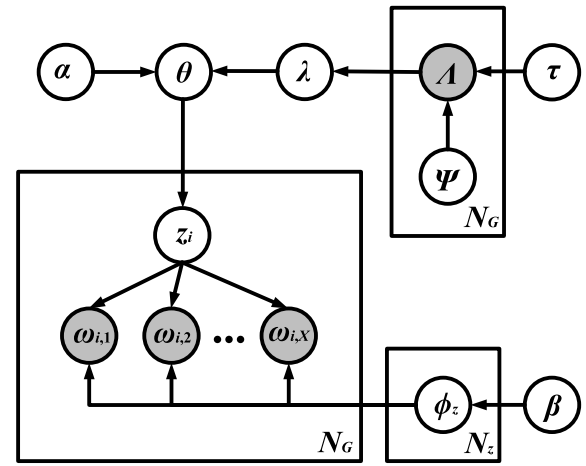 α θ λ Λ τ
Ψ
N_G
z_i
ω_{i,1} ω_{i,2} ... ω_{i,X}
ϕ_z β
N_G N_z